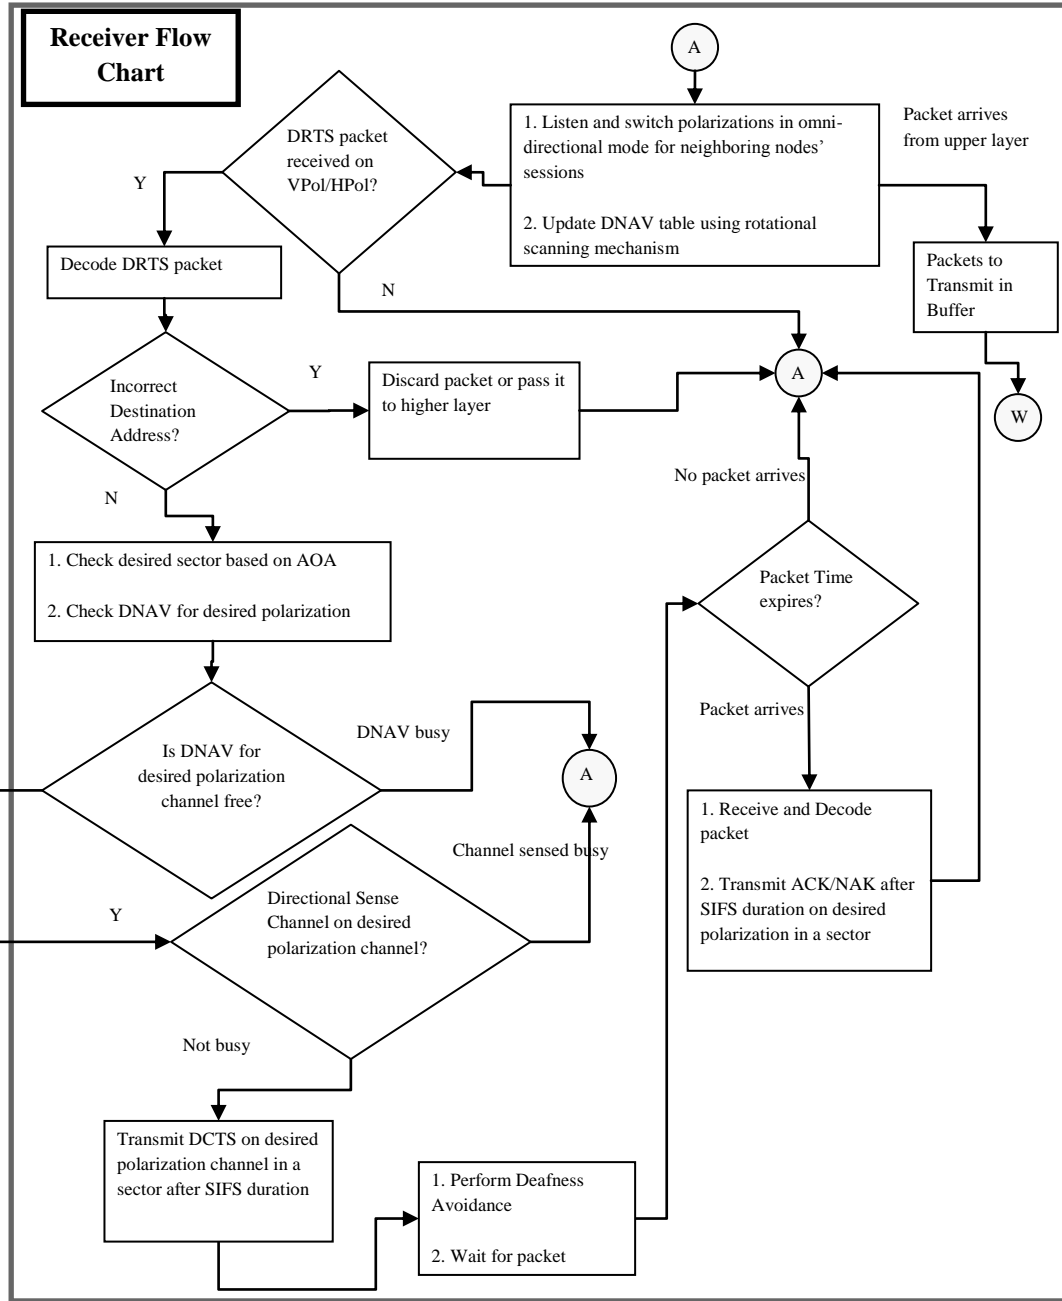 Receiver Flow
Chart
A
1. Listen and switch polarizations in omni-
directional mode for neighboring nodes’
sessions
2. Update DNAV table using rotational
scanning mechanism
Packet arrives
from upper layer
DRTS packet
received on
VPol/HPol?
Y
Decode DRTS packet
N
Packets to
Transmit in
Buffer
W
A
Incorrect
Destination
Address?
Y
Discard packet or pass it
to higher layer
N
No packet arrives
1. Check desired sector based on AOA
2. Check DNAV for desired polarization
Packet Time
expires?
Packet arrives
Is DNAV for
desired polarization
channel free?
DNAV busy
A
Channel sensed busy
Y
Directional Sense
Channel on desired
polarization channel?
1. Receive and Decode
packet
2. Transmit ACK/NAK after
SIFS duration on desired
polarization in a sector
Not busy
Transmit DCTS on desired
polarization channel in a
sector after SIFS duration
1. Perform Deafness
Avoidance
2. Wait for packet